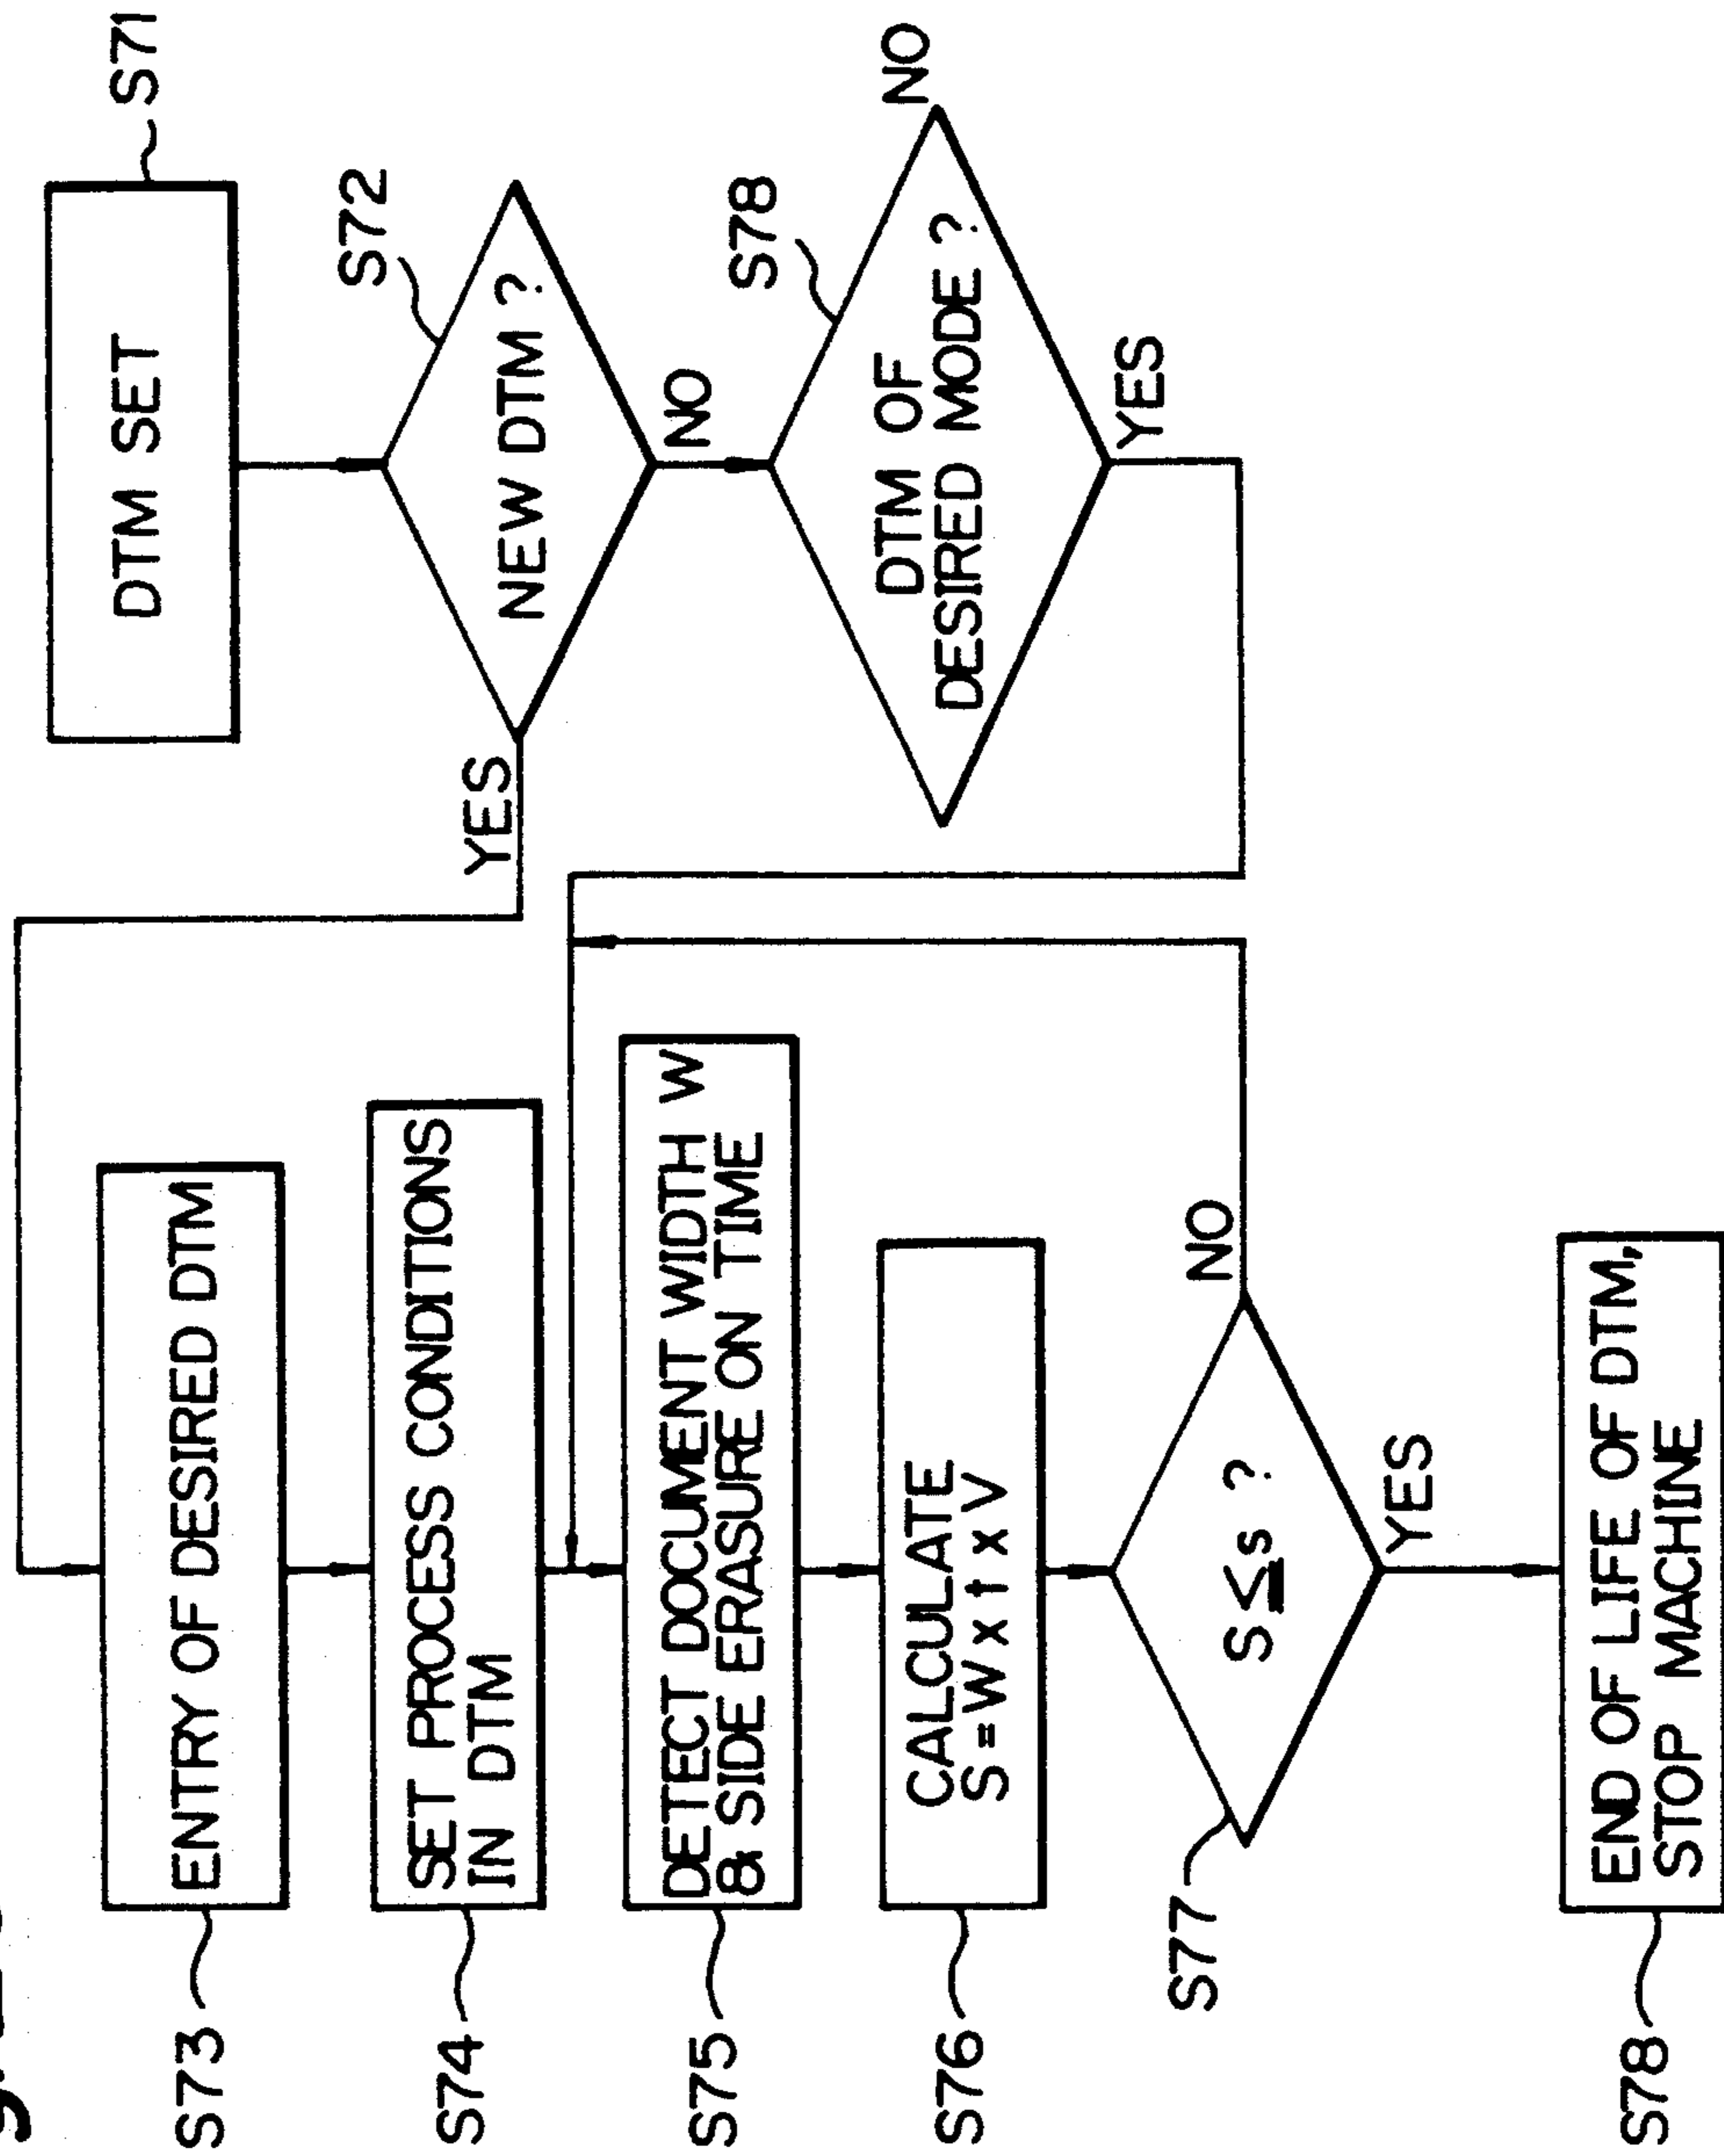 DTM SET
S71
NEW DTM ?
S72
YES
NO
DTM OF
DESIRED MODE ?
S78
NO
YES
ENTRY OF DESIRED DTM
S73
SET PROCESS CONDITIONS
IN DTM
S74
DETECT DOCUMENT WIDTH W
& SIDE ERASURE ON TIME
S75
CALCULATE
S = W x t x V
S76
S ≤ s ?
S77
NO
YES
END OF LIFE OF DTM,
STOP MACHINE
S78